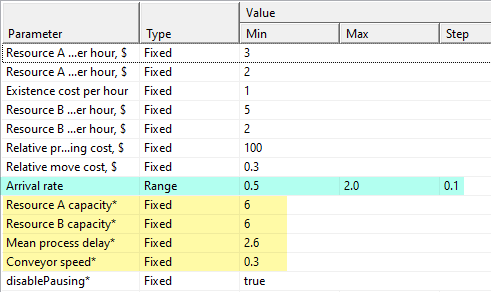 Value
Parameter Type Min Max Step
Resource A ...er hour, $ Fixed 3
Resource A ...er hour, $ Fixed 2
Existence cost per hour Fixed 1
Resource B ...er hour, $ Fixed 5
Resource B ...er hour, $ Fixed 2
Relative pr...ing cost, $ Fixed 100
Relative move cost, $ Fixed 0.3
Arrival rate Range 0.5 2.0 0.1
Resource A capacity* Fixed 6
Resource B capacity* Fixed 6
Mean process delay* Fixed 2.6
Conveyor speed* Fixed 0.3
disablePausing* Fixed true